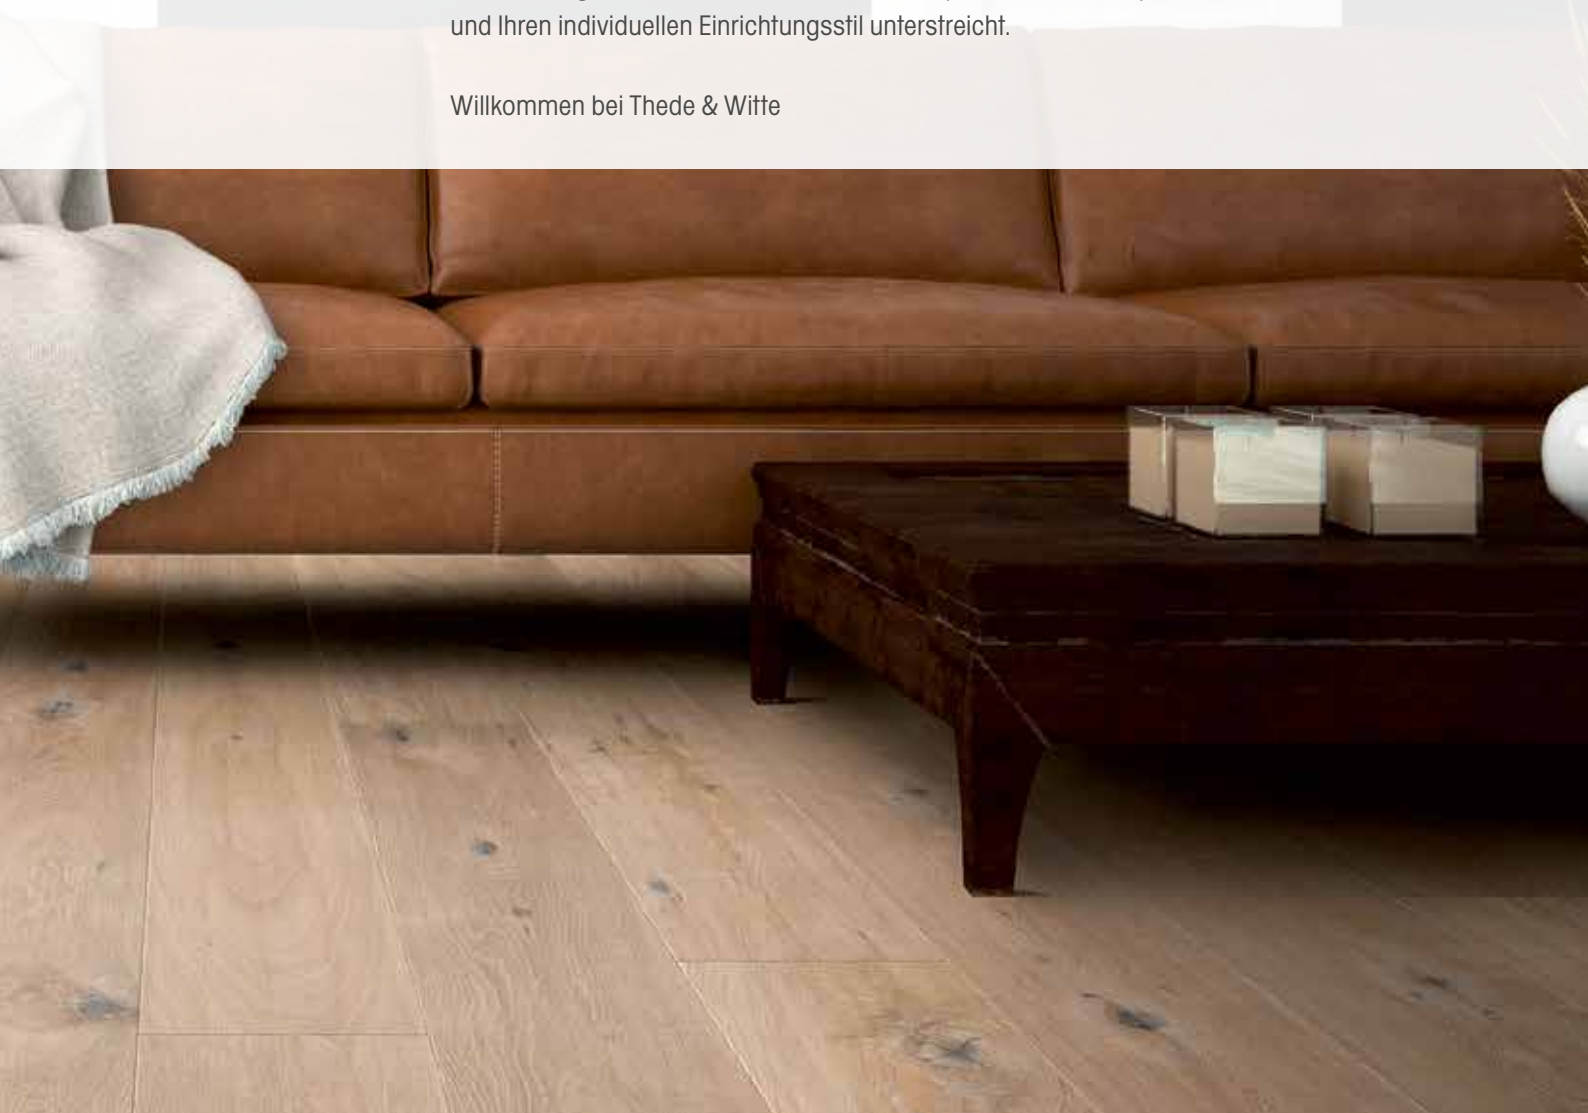 und Ihren individuellen Einrichtungsstil unterstreicht.
Willkommen bei Thede & Witte